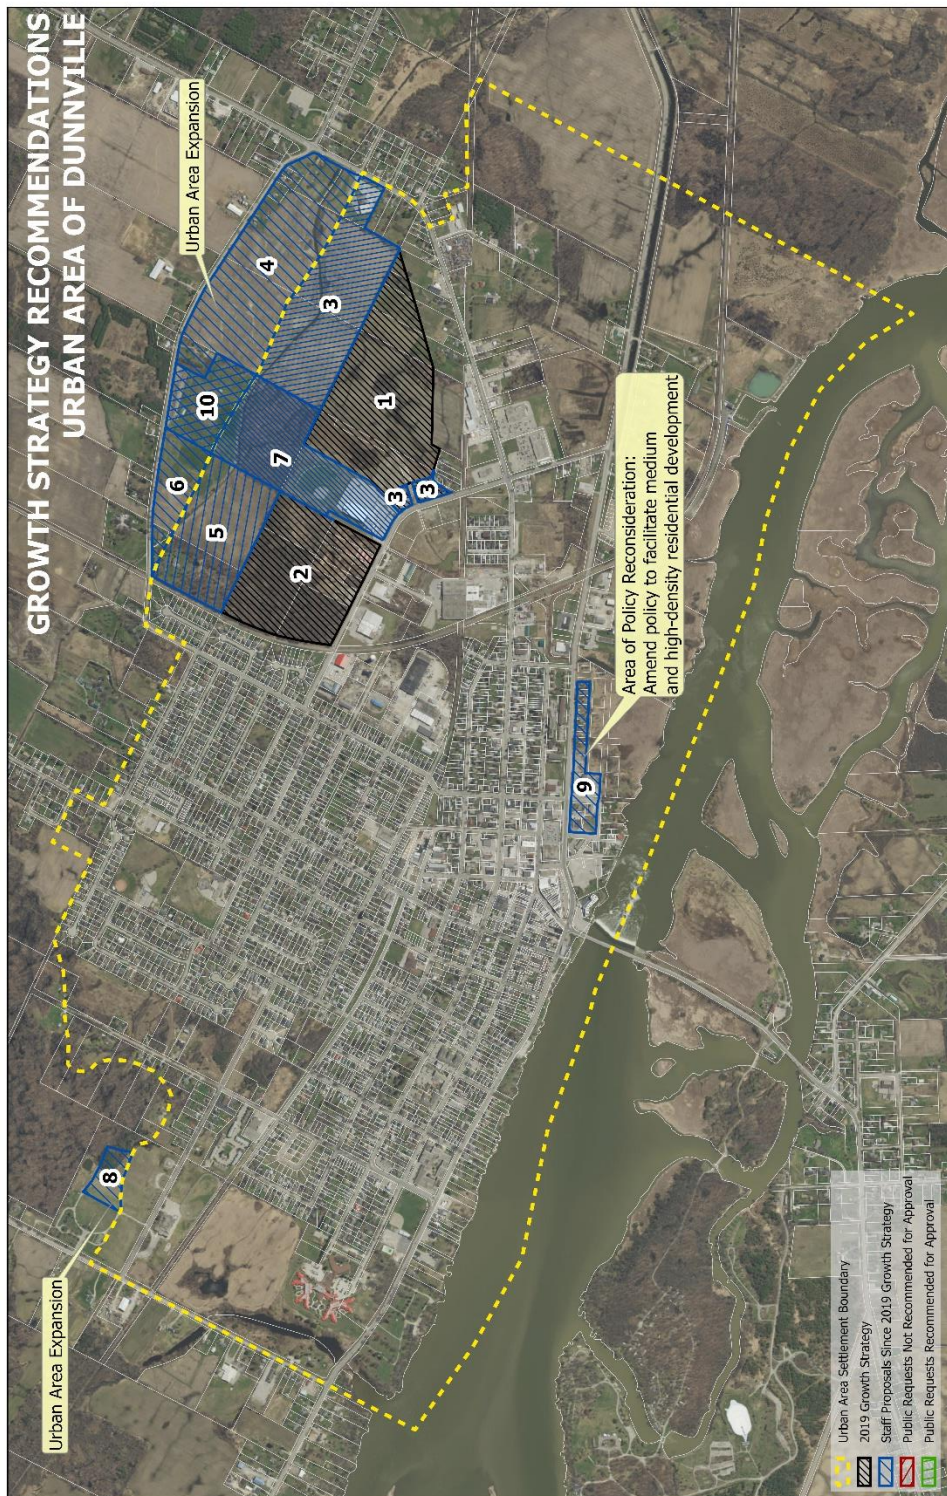 GROWTH STRATEGY RECOMMENDATIONS
URBAN AREA OF DUNNVILLE
Urban Area Expansion
Urban Area Expansion
8
6
10
4
5
7
3
2
1
3
3
9
Area of Policy Reconsideration:
Amend policy to facilitate medium
and high-density residential development
Urban Area Settlement Boundary
2019 Growth Strategy
Staff Proposals Since 2019 Growth Strategy
Public Requests Not Recommended for Approval
Public Requests Recommended for Approval